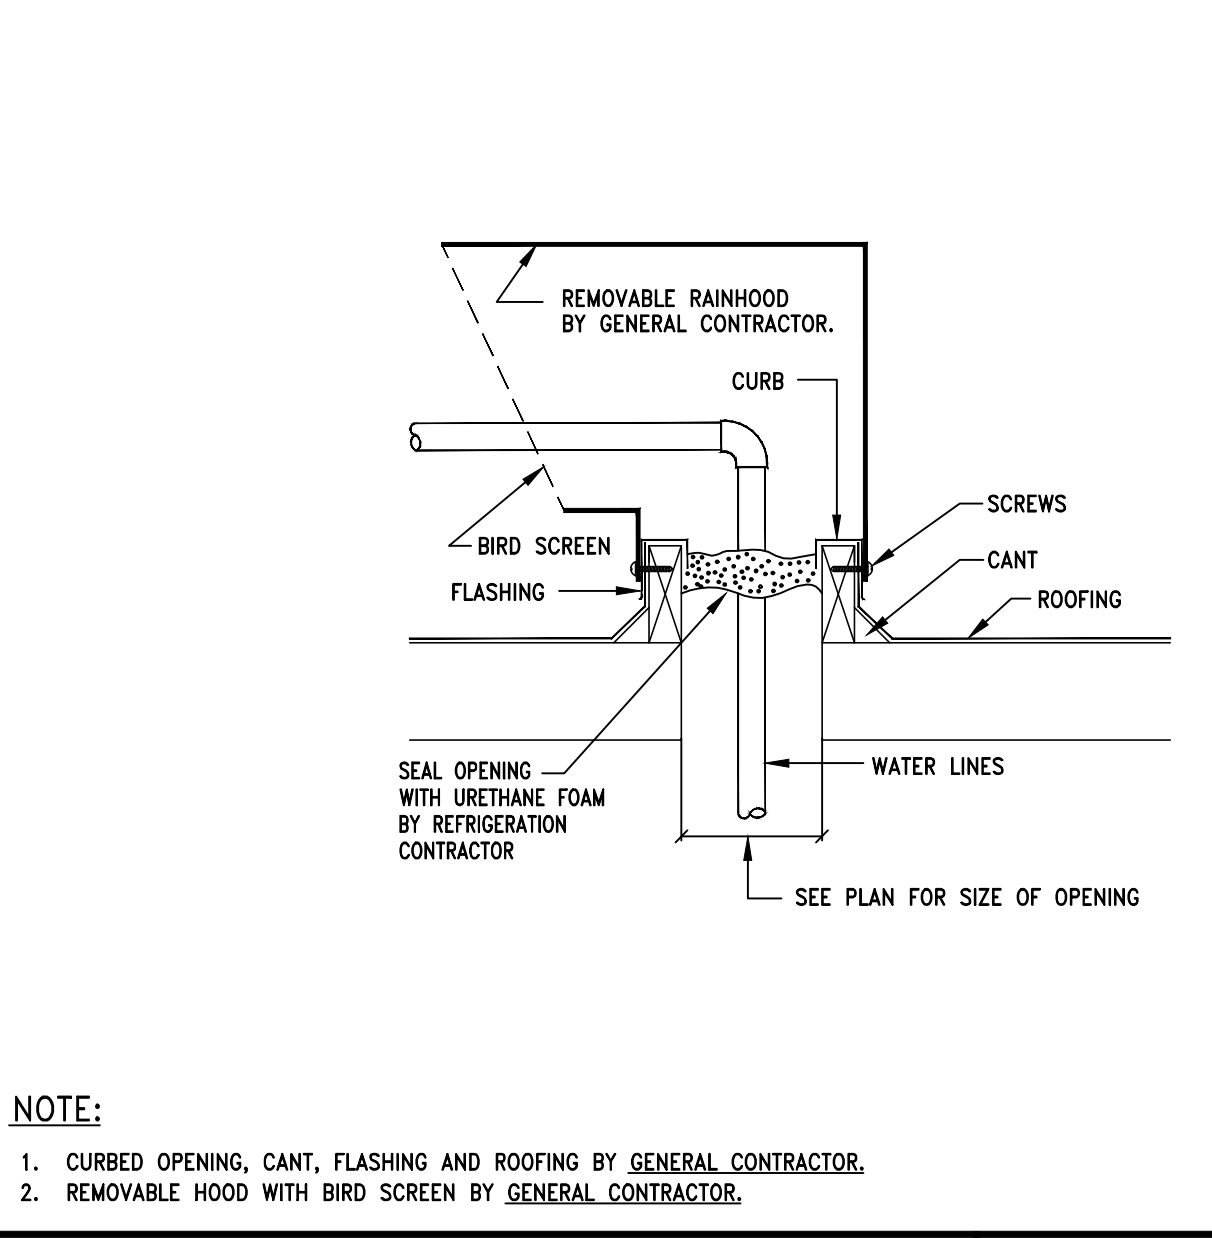 REMOVABLE RAINHOOD
BY GENERAL CONTRACTOR.
CURB
SCREWS
BIRD SCREEN
CANT
FLASHING
ROOFING
SEAL OPENING
WITH URETHANE FOAM
BY REFRIGERATION
CONTRACTOR
WATER LINES
SEE PLAN FOR SIZE OF OPENING
NOTE:
1. CURBED OPENING, CANT, FLASHING AND ROOFING BY GENERAL CONTRACTOR.
2. REMOVABLE HOOD WITH BIRD SCREEN BY GENERAL CONTRACTOR.